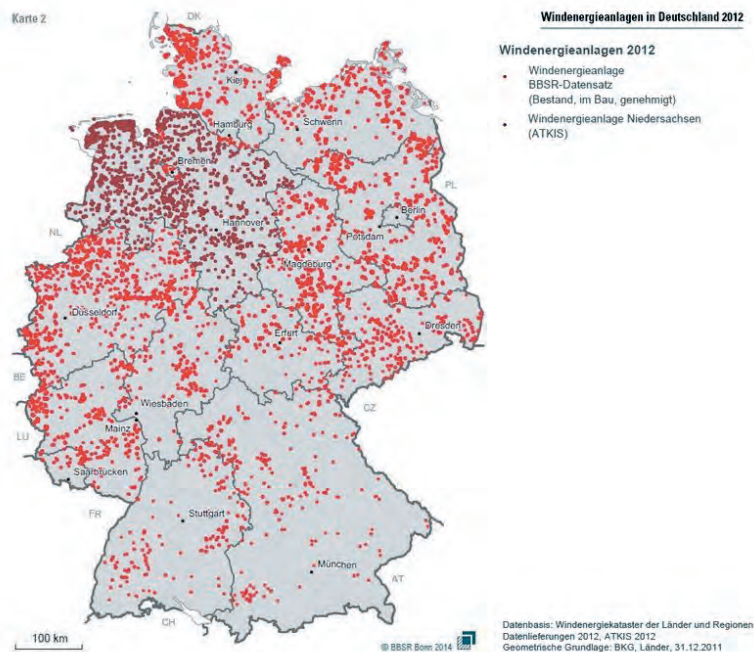 Karte 2
Windenergieanlagen in Deutschland 2012
Windenergieanlagen 2012
Windenergieanlage
BBSR-Datensatz
(Bestand, im Bau, genehmigt)
Windenergieanlage Niedersachsen
(ATKIS)
DK
Kiel
Hamburg
Schwerin
Bremen
PL
Berlin
Hannover
Potsdam
NL
Magdeburg
Düsseldorf
Erfurt
Dresden
BE
CZ
Wiesbaden
LU
Mainz
Saarbrücken
FR
Stuttgart
München
AT
CH
100 km
© BBSR Bonn 2014
Datenbasis: Windenergiekataster der Länder und Regionen
Datenlieferungen 2012, ATKIS 2012
Geometrische Grundlage: BKG, Länder, 31.12.2011